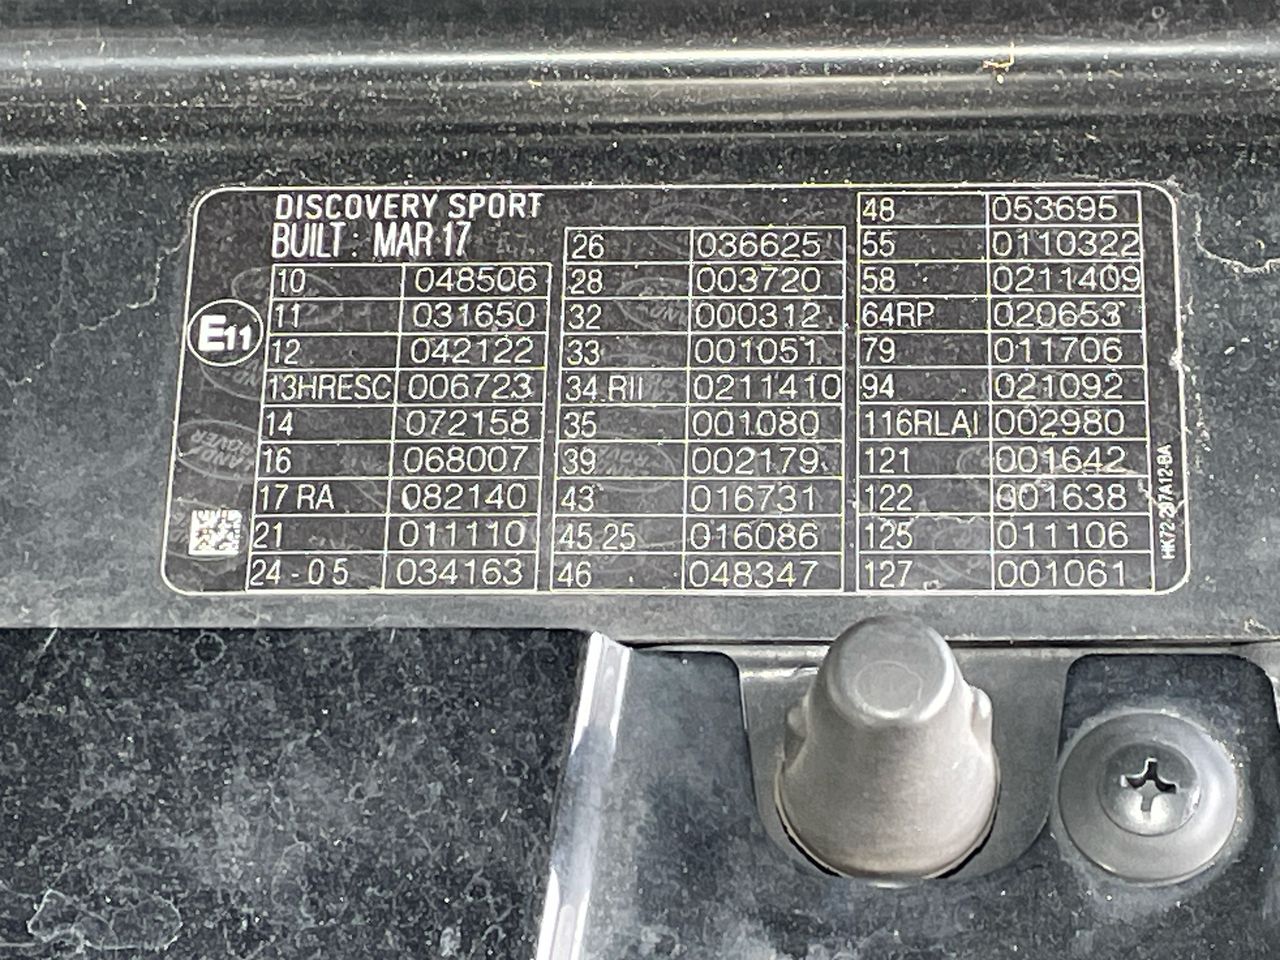 DISCOVERY SPORT
BUILT : MAR 17
E11
10 048506
11 031650
12 042122
13HRESC 006723
14 072158
16 068007
17 RA 082140
21 011110
24 - 0 5 034163
26 036625
28 003720
32 000312
33 001051
34 RII 0211410
35 001080
39 002179
43 016731
45 25 016086
46 048347
48 053695
55 0110322
58 0211409
64RP 020653
79 011706
94 021092
116RLAI 002980
121 001642
122 001638
125 011106
127 001061
LAND ROVER